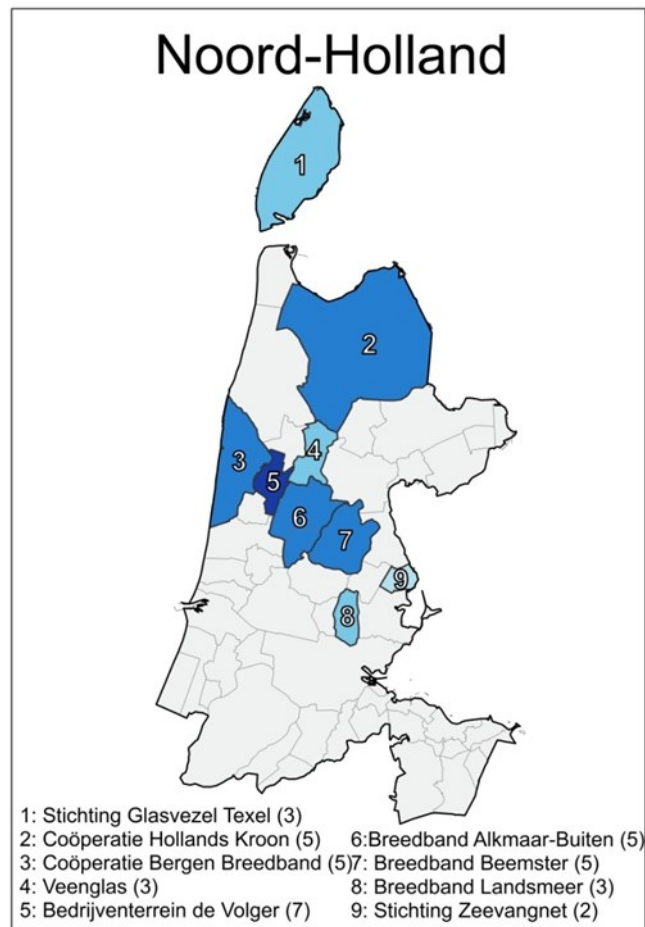 Noord-Holland
1
2
3
4
5
6
7
8
9
1: Stichting Glasvezel Texel (3)
2: Coöperatie Hollands Kroon (5)
3: Coöperatie Bergen Breedband (5)
4: Veenglas (3)
5: Bedrijventerrein de Volger (7)
6:Breedband Alkmaar-Buiten (5)
7: Breedband Beemster (5)
8: Breedband Landsmeer (3)
9: Stichting Zeevangnet (2)